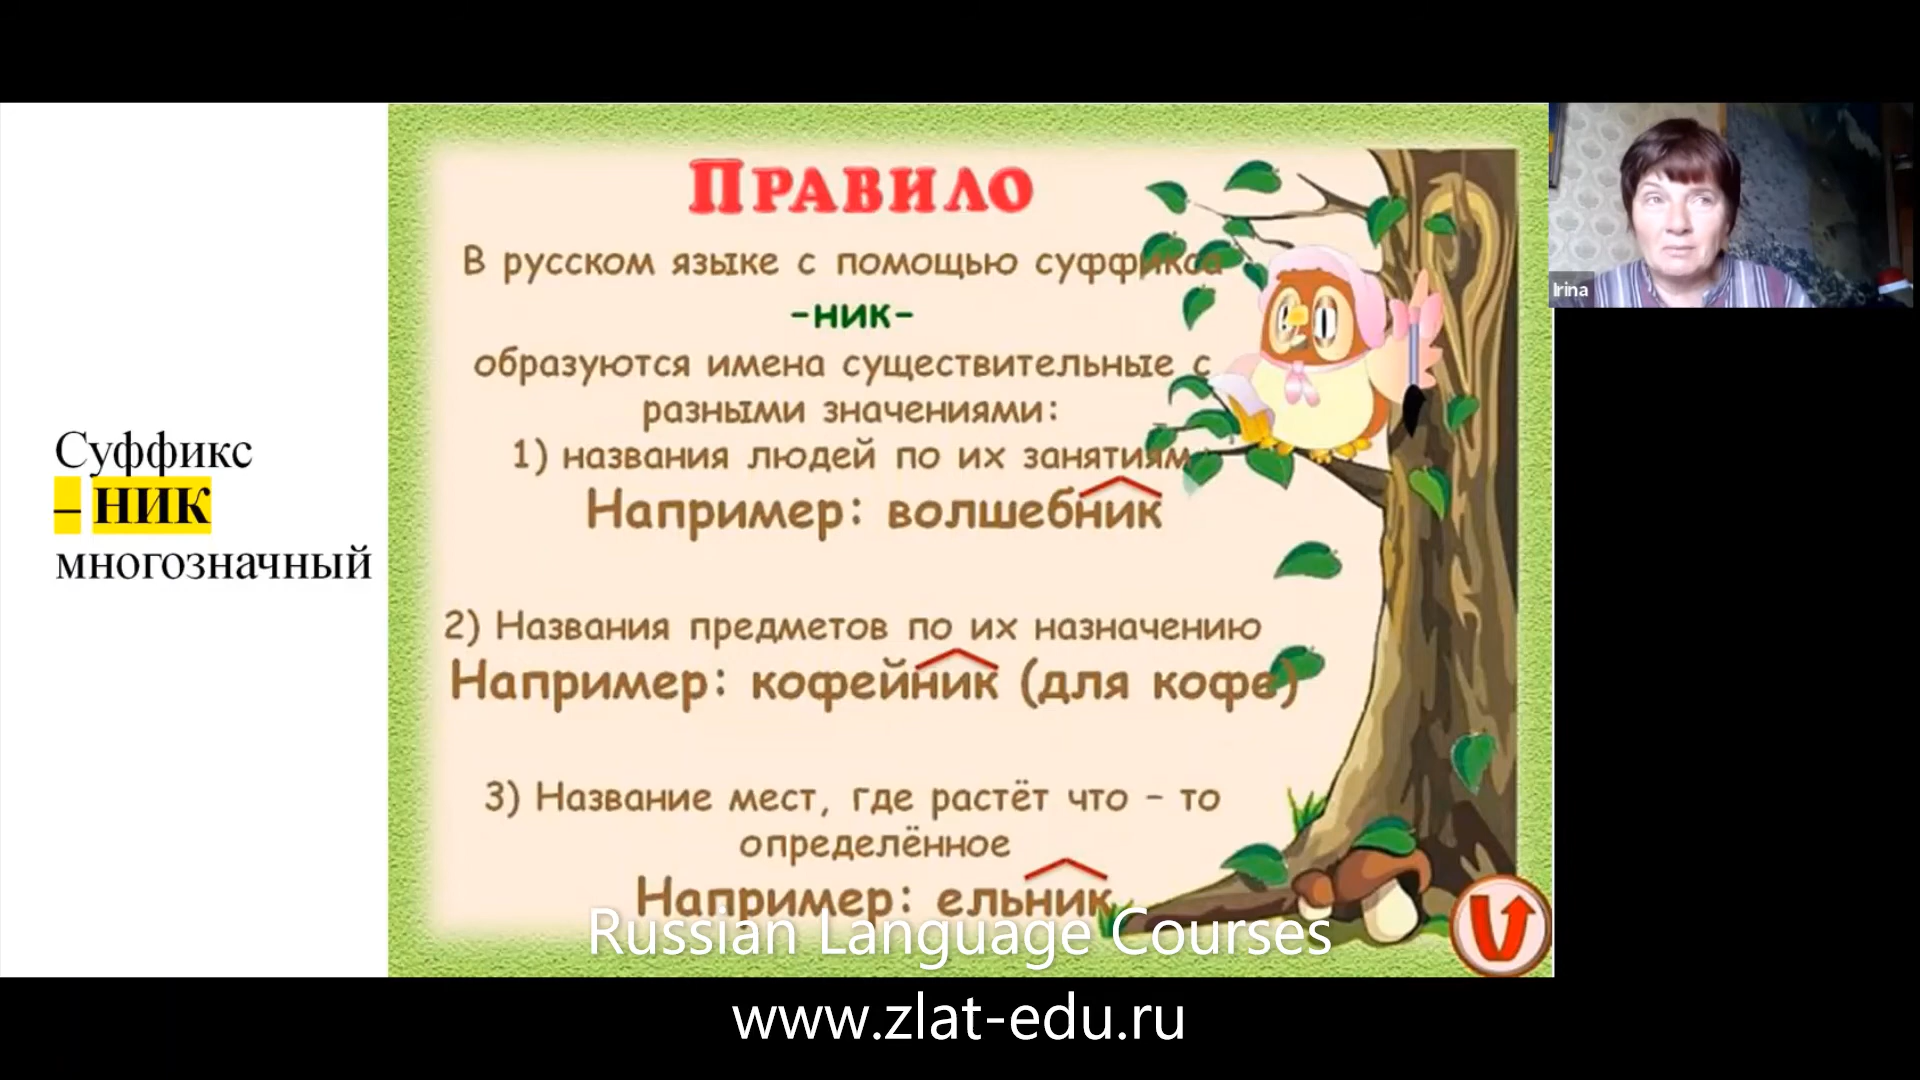 Суффикс
– НИК
многозначный
Правило
В русском языке с помощью суффикса
-ник-
образуются имена существительные с
разными значениями:
1) названия людей по их занятиям
Например: волшебник
2) Названия предметов по их назначению
Например: кофейник (для кофе)
3) Название мест, где растёт что - то
определённое
Например: ельник
Irina
Russian Language Courses
www.zlat-edu.ru